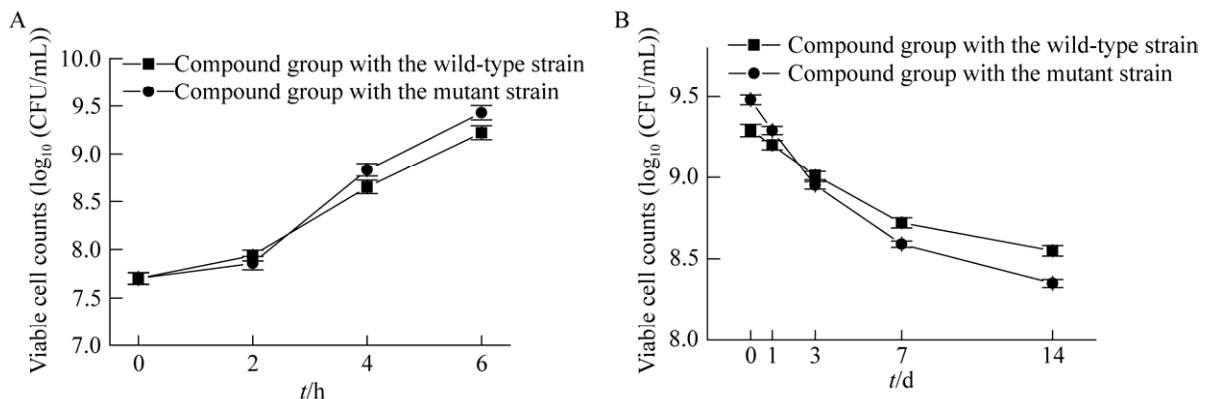 A
Viable cell counts (log10 (CFU/mL))
10.0
9.5
9.0
8.5
8.0
7.5
7.0
Compound group with the wild-type strain
Compound group with the mutant strain
0 2 4 6
t/h
B
Viable cell counts (log10 (CFU/mL))
9.5
9.0
8.5
8.0
Compound group with the wild-type strain
Compound group with the mutant strain
0 1 3 7 14
t/d